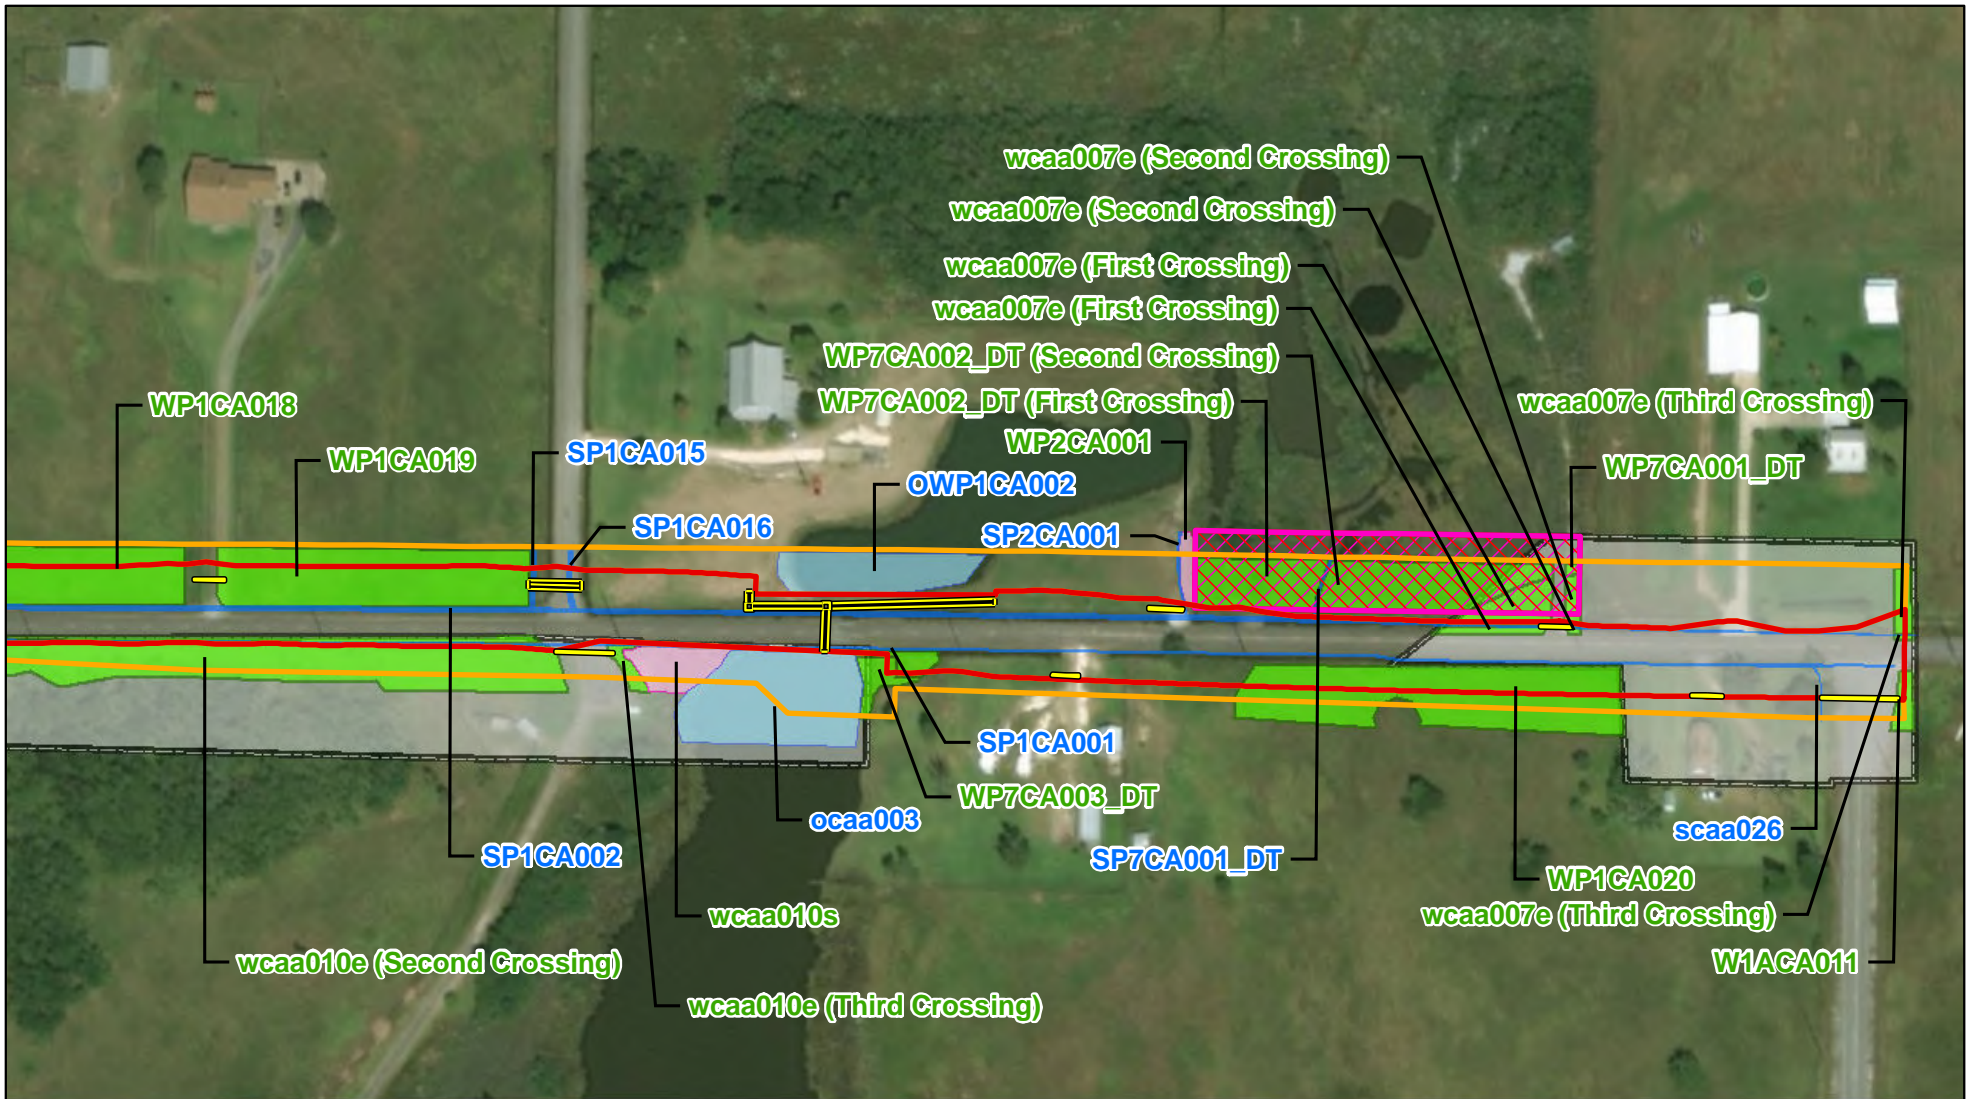 wcaa007e (Second Crossing)
wcaa007e (Second Crossing)
wcaa007e (First Crossing)
wcaa007e (First Crossing)
WP7CA002_DT (Second Crossing)
WP7CA002_DT (First Crossing)
wcaa007e (Third Crossing)
WP1CA018
WP2CA001
SP1CA015
WP1CA019
WP7CA001_DT
OWP1CA002
SP1CA016
SP2CA001
SP1CA001
WP7CA003_DT
ocaa003
scaa026
SP1CA002
SP7CA001_DT
WP1CA020
wcaa010s
wcaa007e (Third Crossing)
wcaa010e (Second Crossing)
W1ACA011
wcaa010e (Third Crossing)